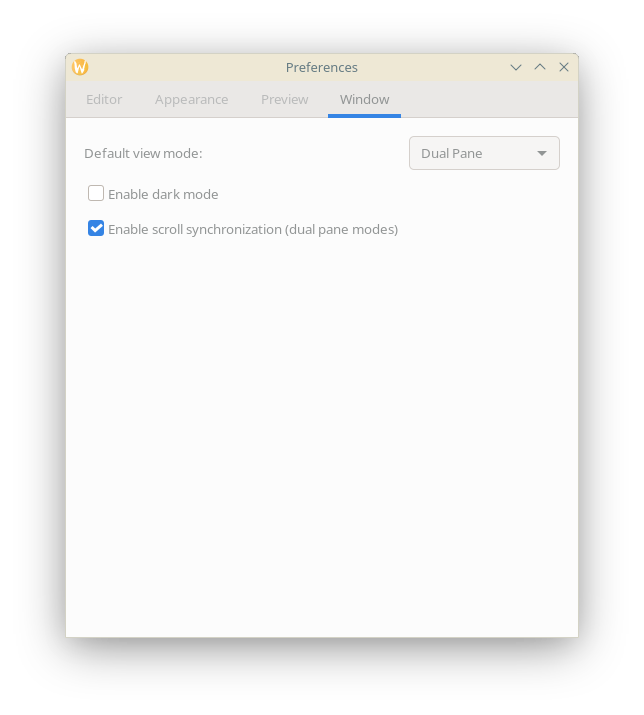 Preferences
Editor Appearance Preview Window
Default view mode: Dual Pane
Enable dark mode
Enable scroll synchronization (dual pane modes)